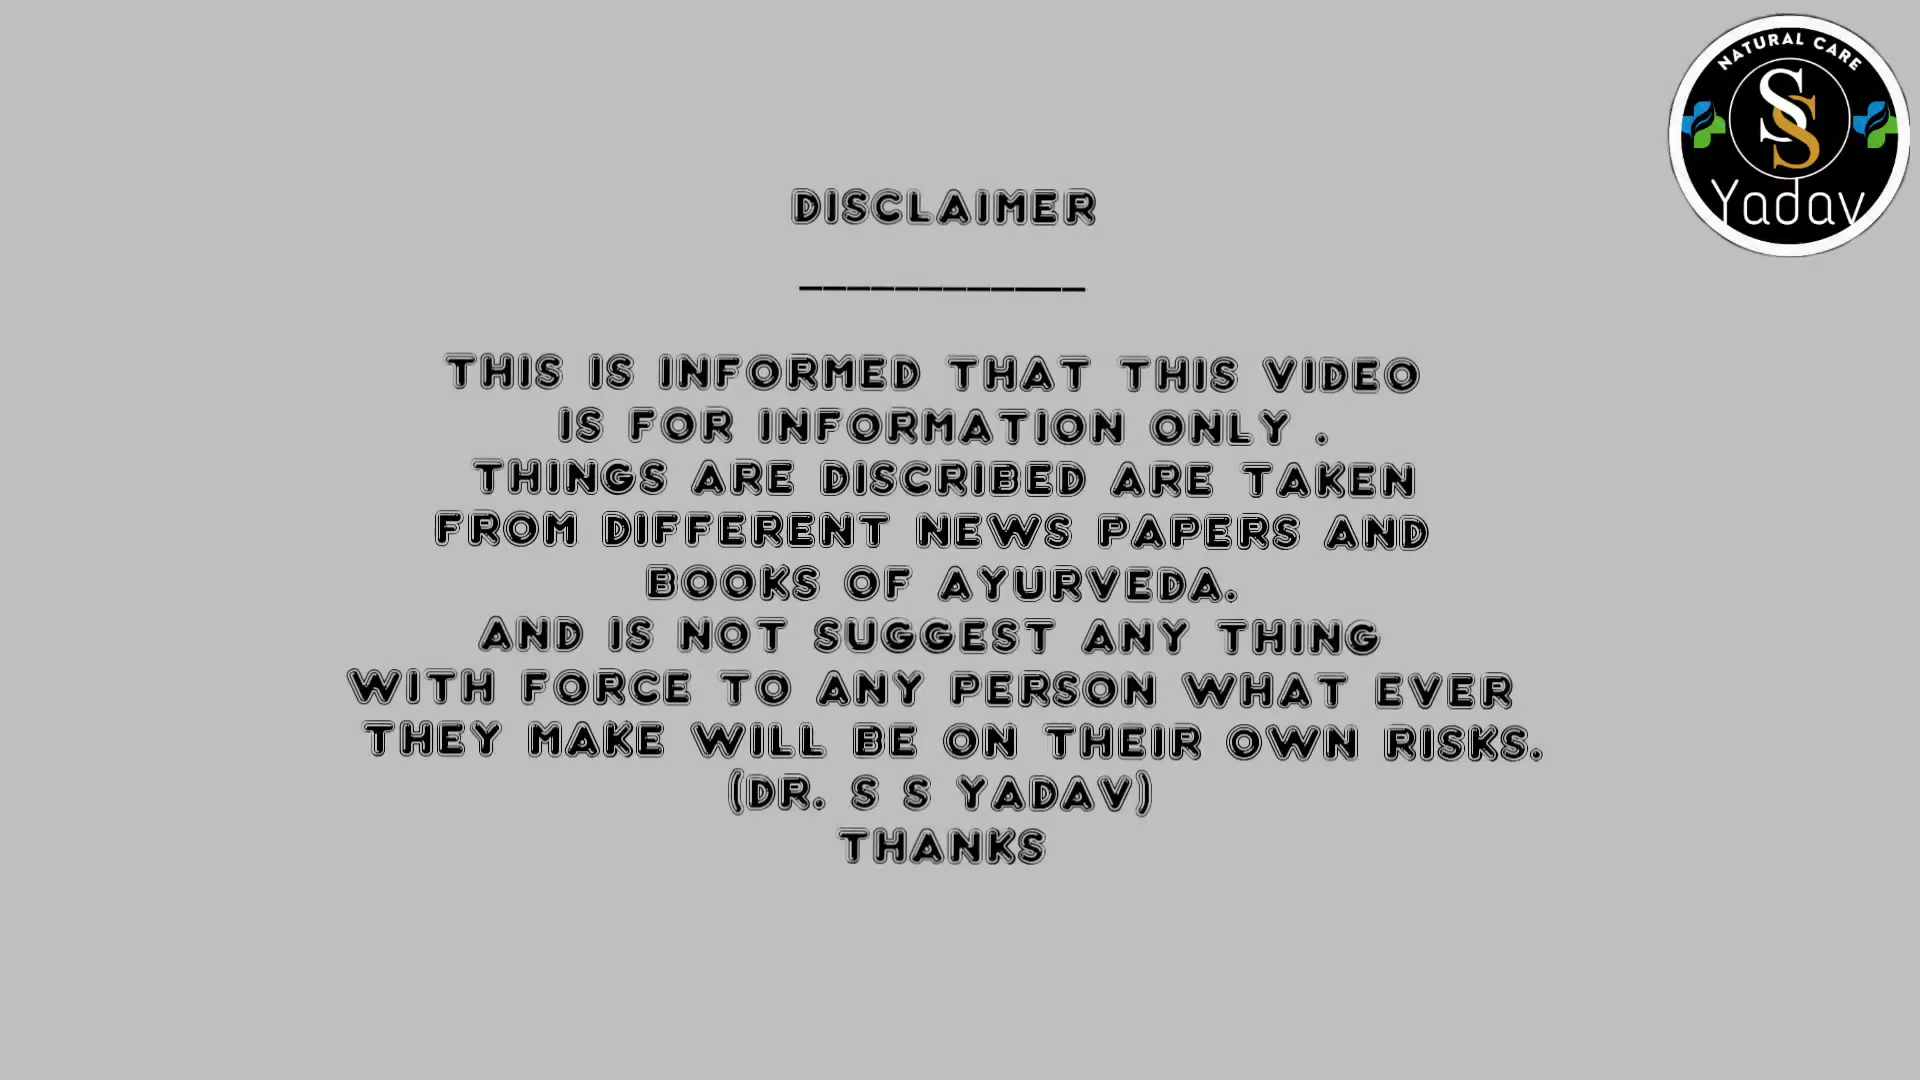 NATURAL CARE
S S
Yadav
DISCLAIMER
____________
THIS IS INFORMED THAT THIS VIDEO
IS FOR INFORMATION ONLY .
THINGS ARE DISCRIBED ARE TAKEN
FROM DIFFERENT NEWS PAPERS AND
BOOKS OF AYURVEDA.
AND IS NOT SUGGEST ANY THING
WITH FORCE TO ANY PERSON WHAT EVER
THEY MAKE WILL BE ON THEIR OWN RISKS.
(DR. S S YADAV)
THANKS